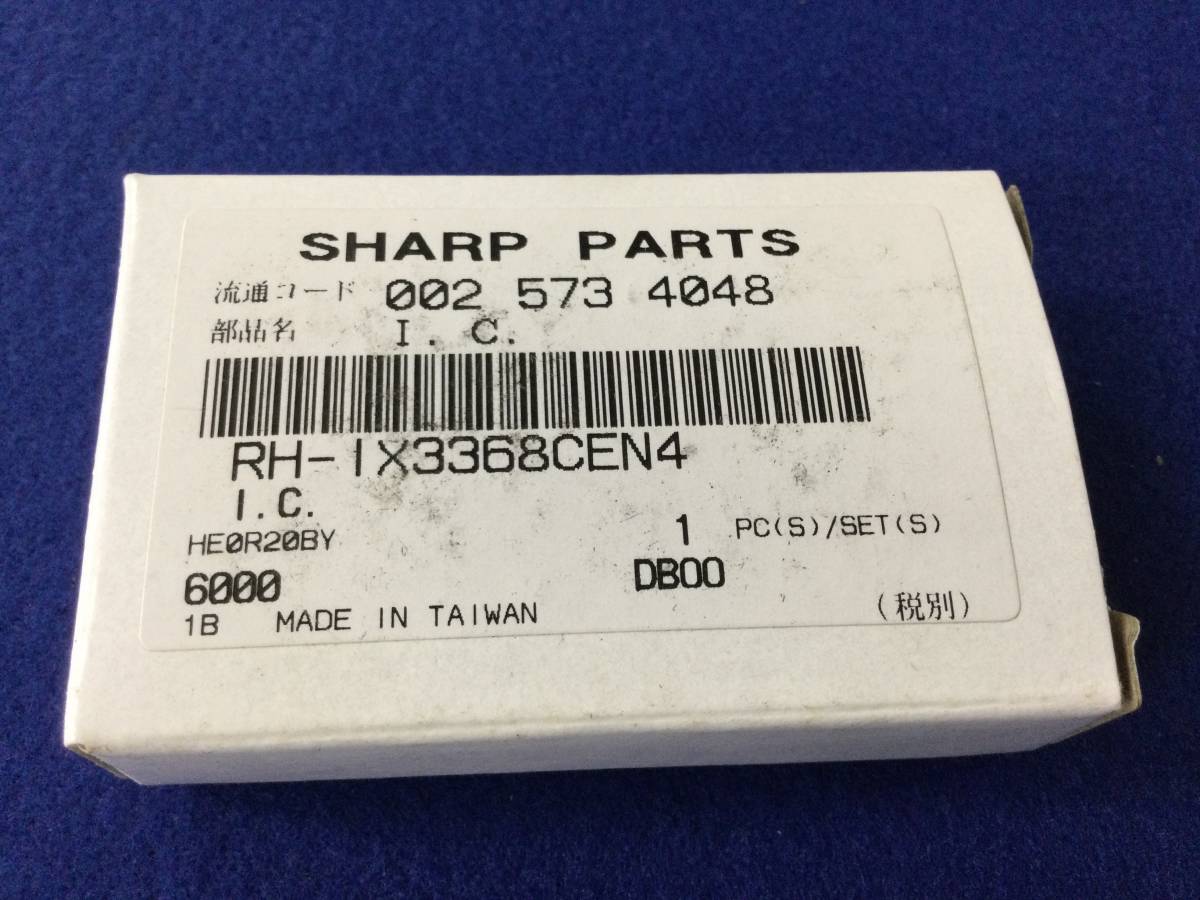 SHARP PARTS
流通コード 002 573 4048
部品名 I. C.
RH-IX3368CEN4
I.C.
HE0R20BY 1 PC(S)/SET(S)
6000 DB00
1B MADE IN TAIWAN (税別)